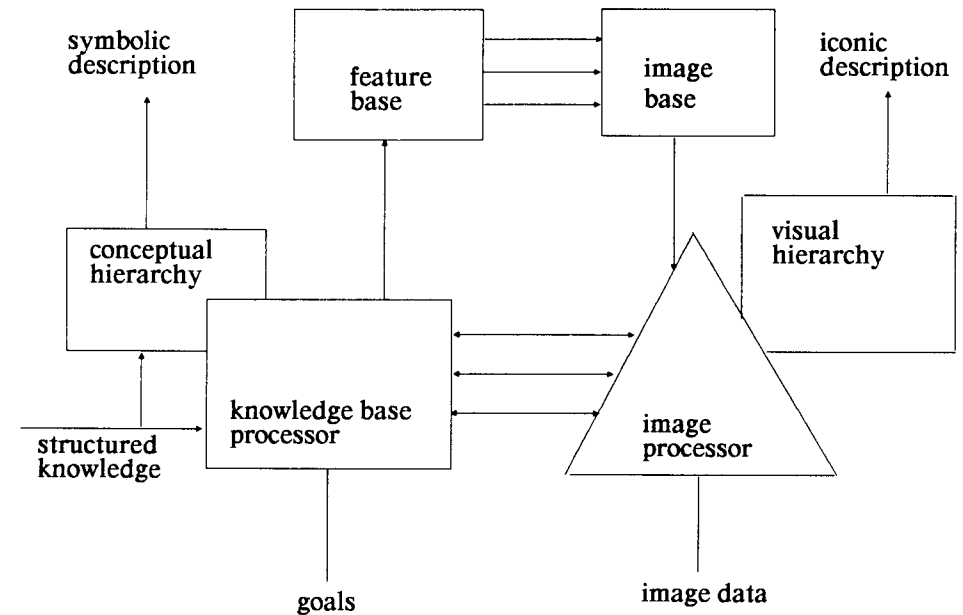 symbolic
description
feature
base
image
base
iconic
description
conceptual
hierarchy
visual
hierarchy
knowledge base
processor
image
processor
structured
knowledge
goals
image data